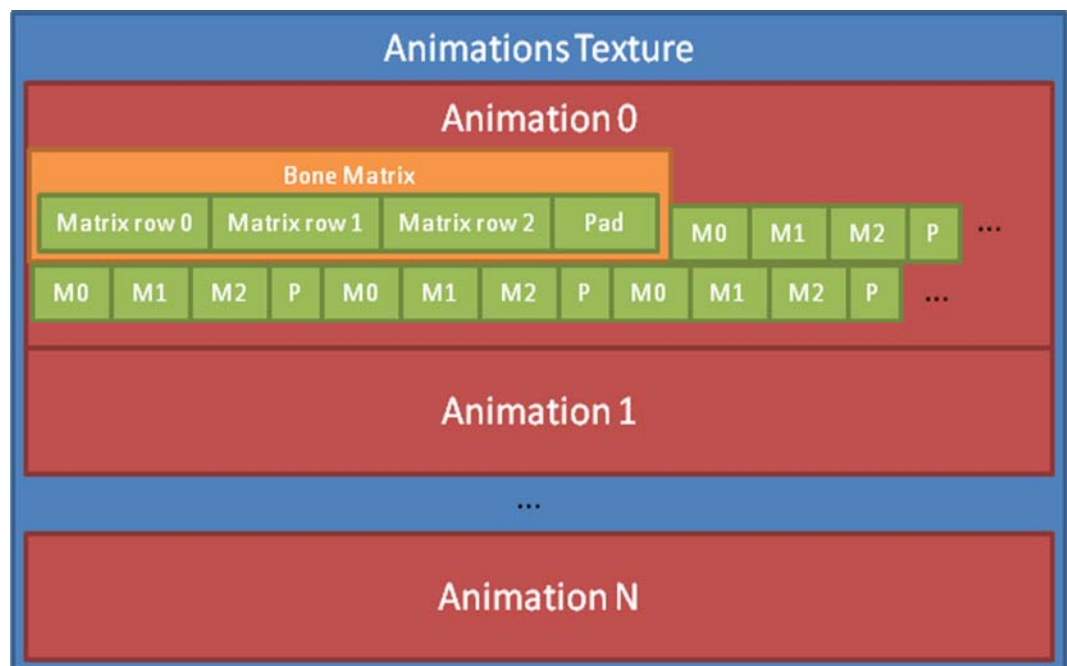 Animations Texture
Animation 0
Bone Matrix
Matrix row 0 Matrix row 1 Matrix row 2 Pad M0 M1 M2 P ...
M0 M1 M2 P M0 M1 M2 P M0 M1 M2 P ...
Animation 1
...
Animation N